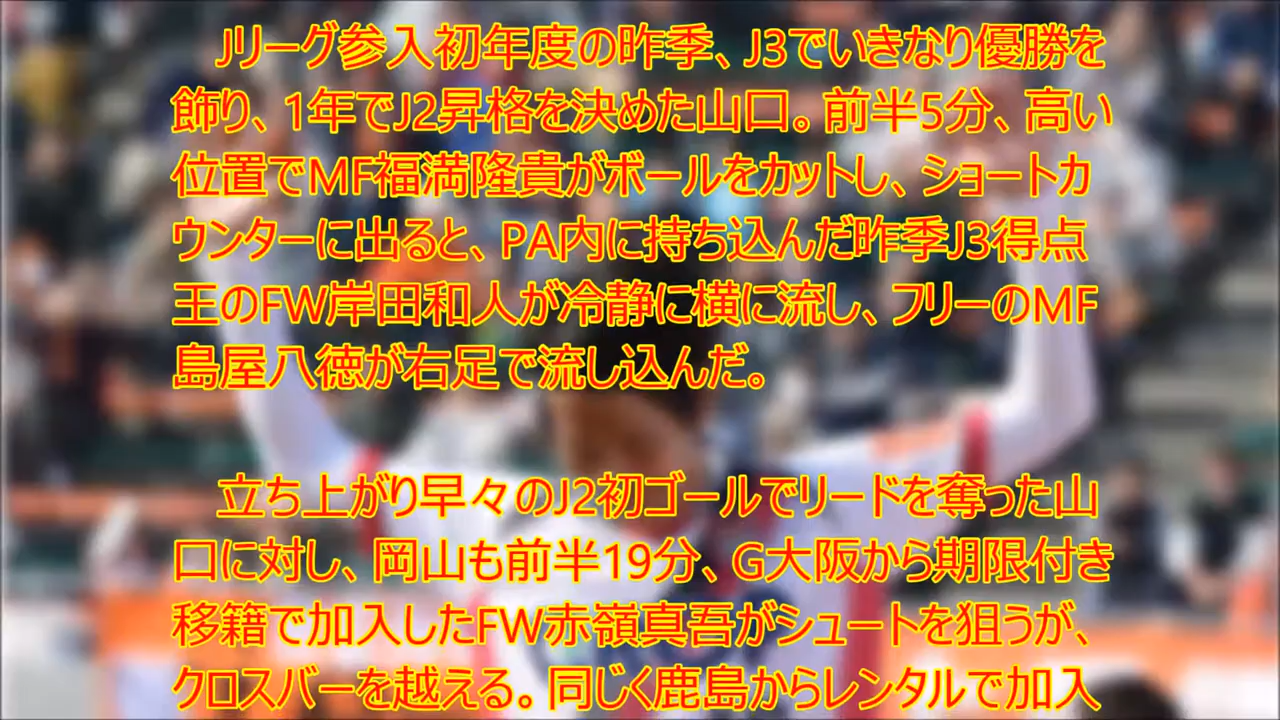 Jリーグ参入初年度の昨季、J3でいきなり優勝を
飾り、1年でJ2昇格を決めた山口。前半5分、高い
位置でMF福満隆貴がボールをカットし、ショートカ
ウンターに出ると、PA内に持ち込んだ昨季J3得点
王のFW岸田和人が冷静に横に流し、フリーのMF
島屋八徳が右足で流し込んだ。
立ち上がり早々のJ2初ゴールでリードを奪った山
口に対し、岡山も前半19分、G大阪から期限付き
移籍で加入したFW赤嶺真吾がシュートを狙うが、
クロスバーを越える。同じく鹿島からレンタルで加入